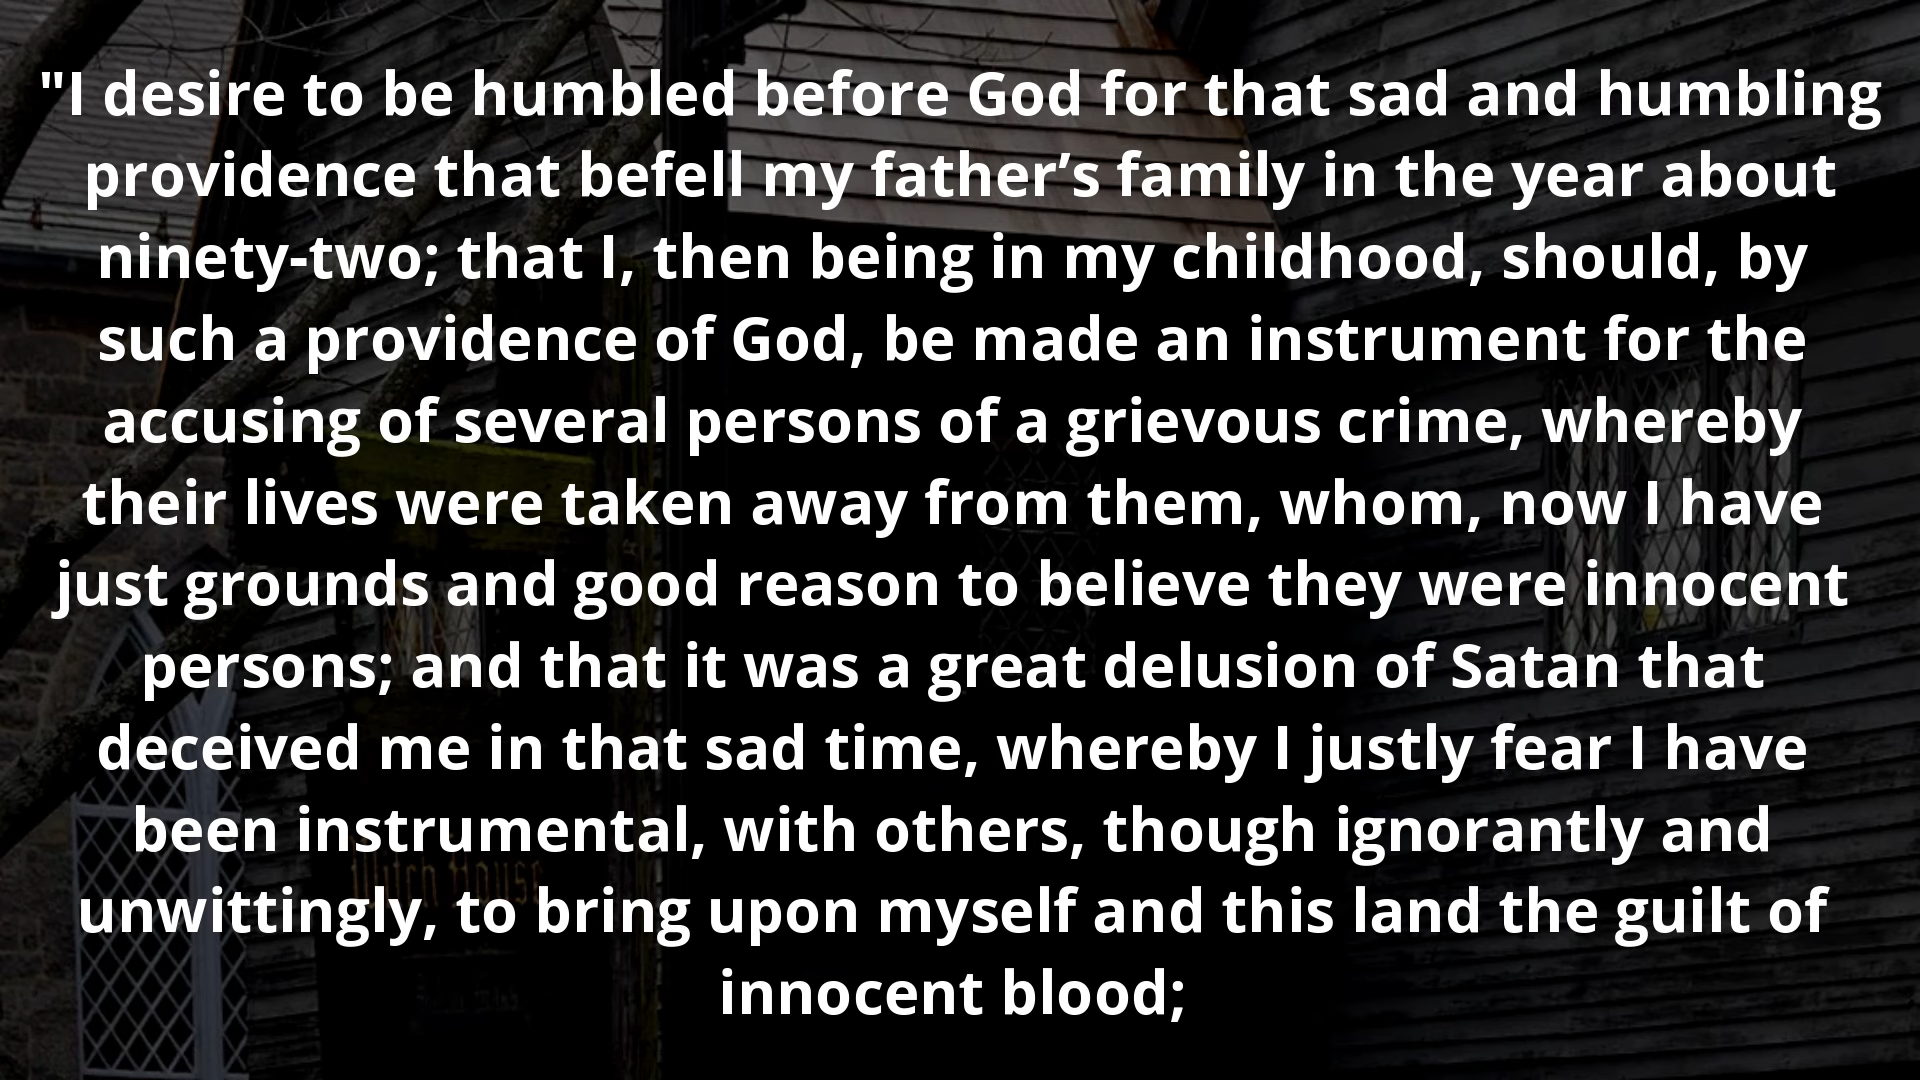 "I desire to be humbled before God for that sad and humbling
providence that befell my father’s family in the year about
ninety-two; that I, then being in my childhood, should, by
such a providence of God, be made an instrument for the
accusing of several persons of a grievous crime, whereby
their lives were taken away from them, whom, now I have
just grounds and good reason to believe they were innocent
persons; and that it was a great delusion of Satan that
deceived me in that sad time, whereby I justly fear I have
been instrumental, with others, though ignorantly and
unwittingly, to bring upon myself and this land the guilt of
innocent blood;
Witch House